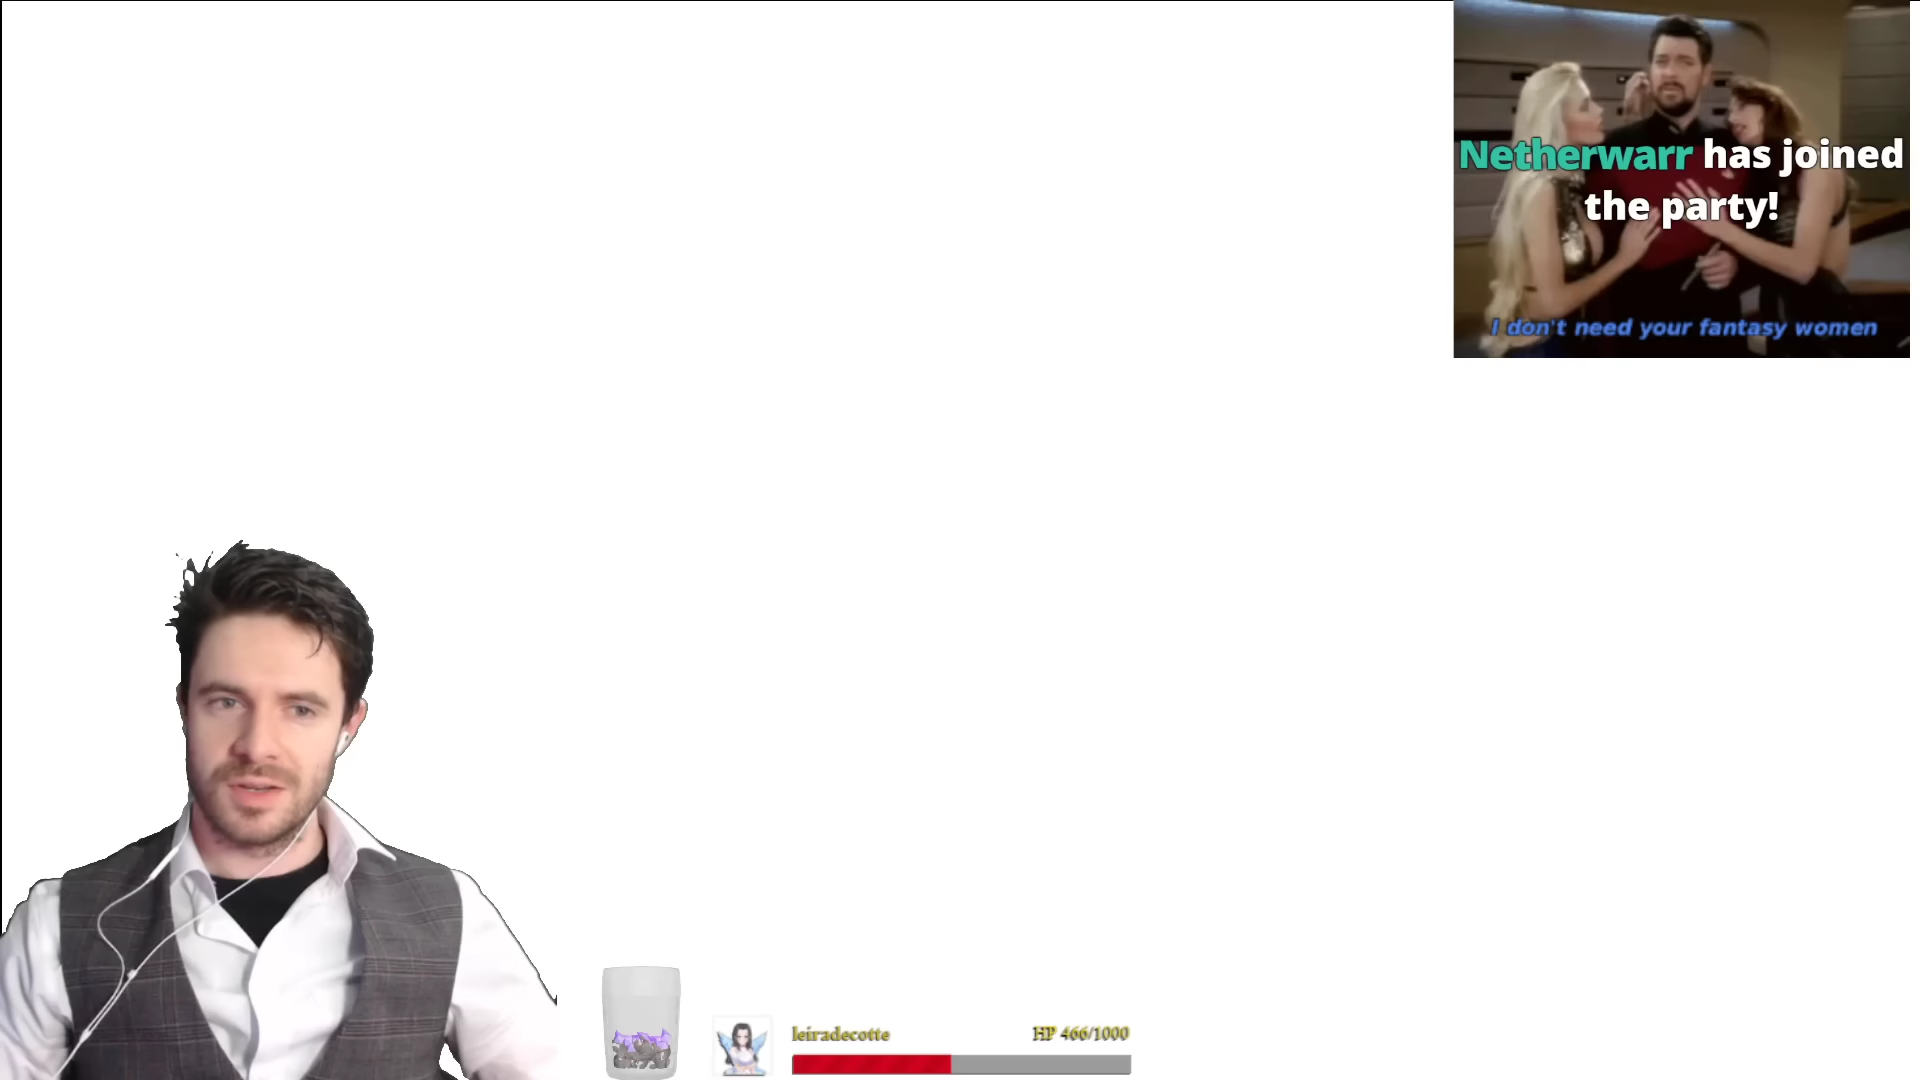 Netherwarr has joined
the party!
I don't need your fantasy women
leiradecotte HP 466/1000